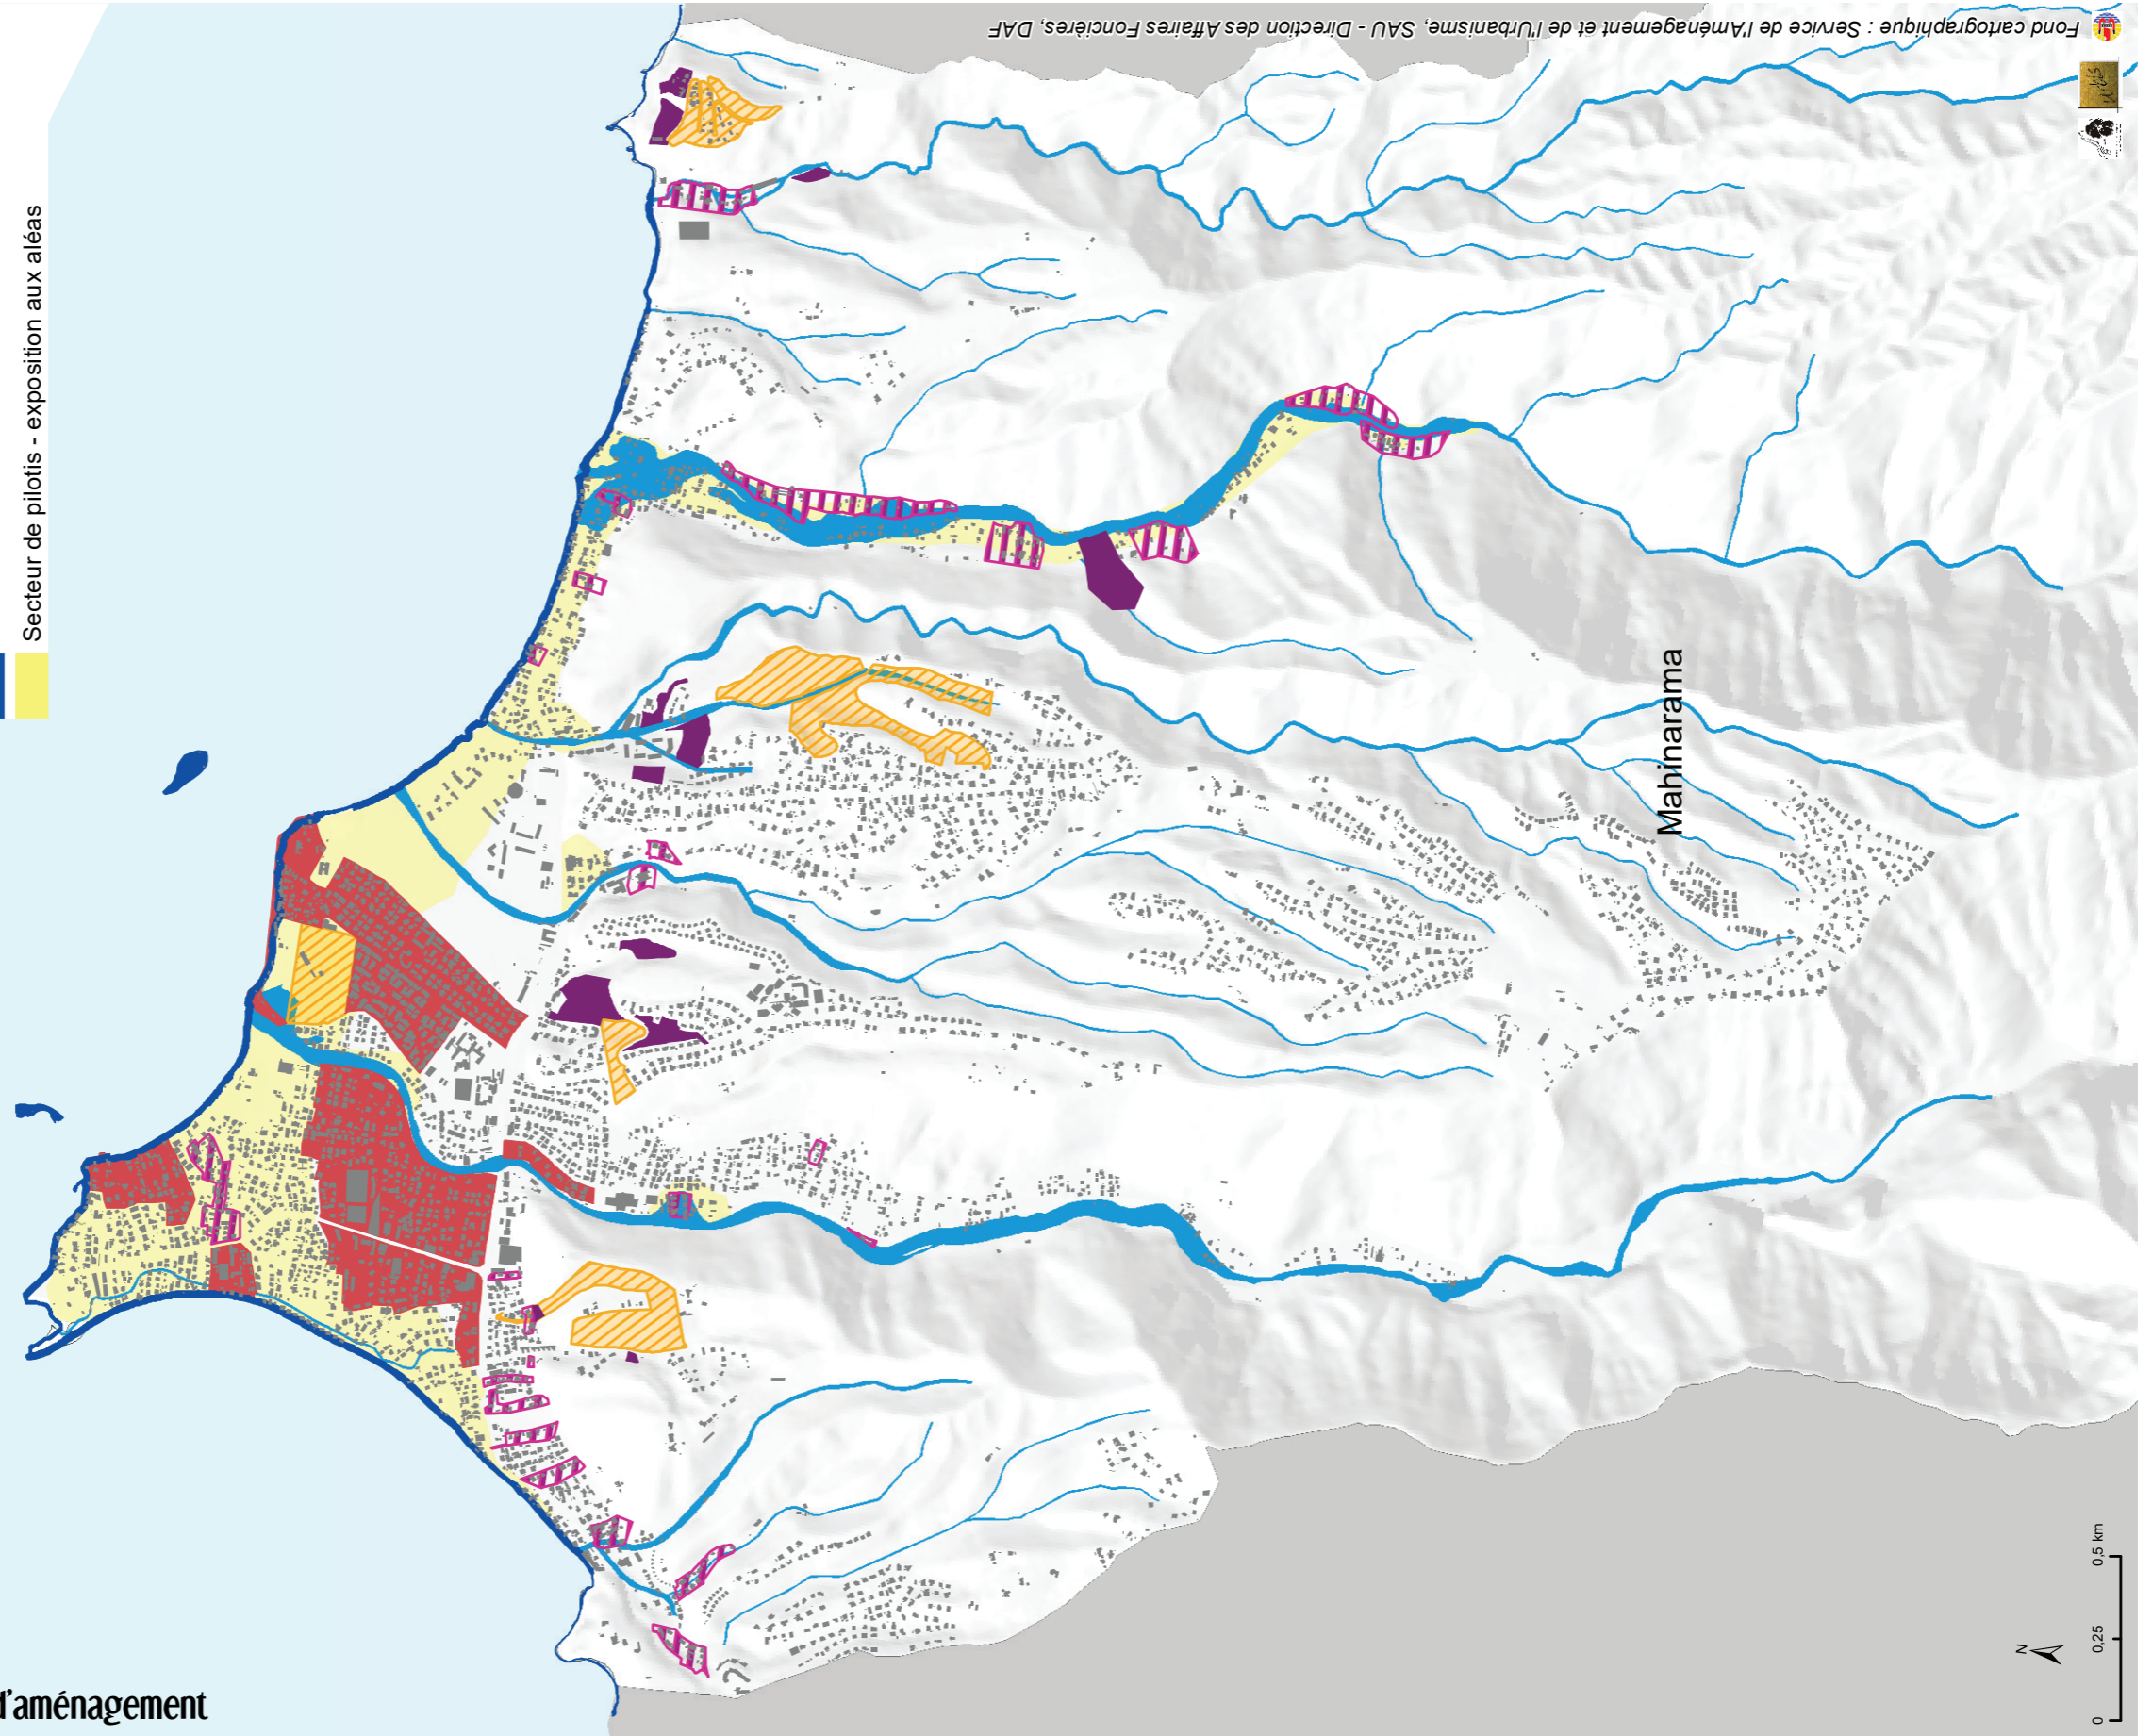 Secteur de pilotis - exposition aux aléas
Fond cartographique : Service de l'Aménagement et de l'Urbanisme, SAU - Direction des Affaires Foncières, DAF
Mahinarama
d'aménagement
N
0 0,25 0,5 km